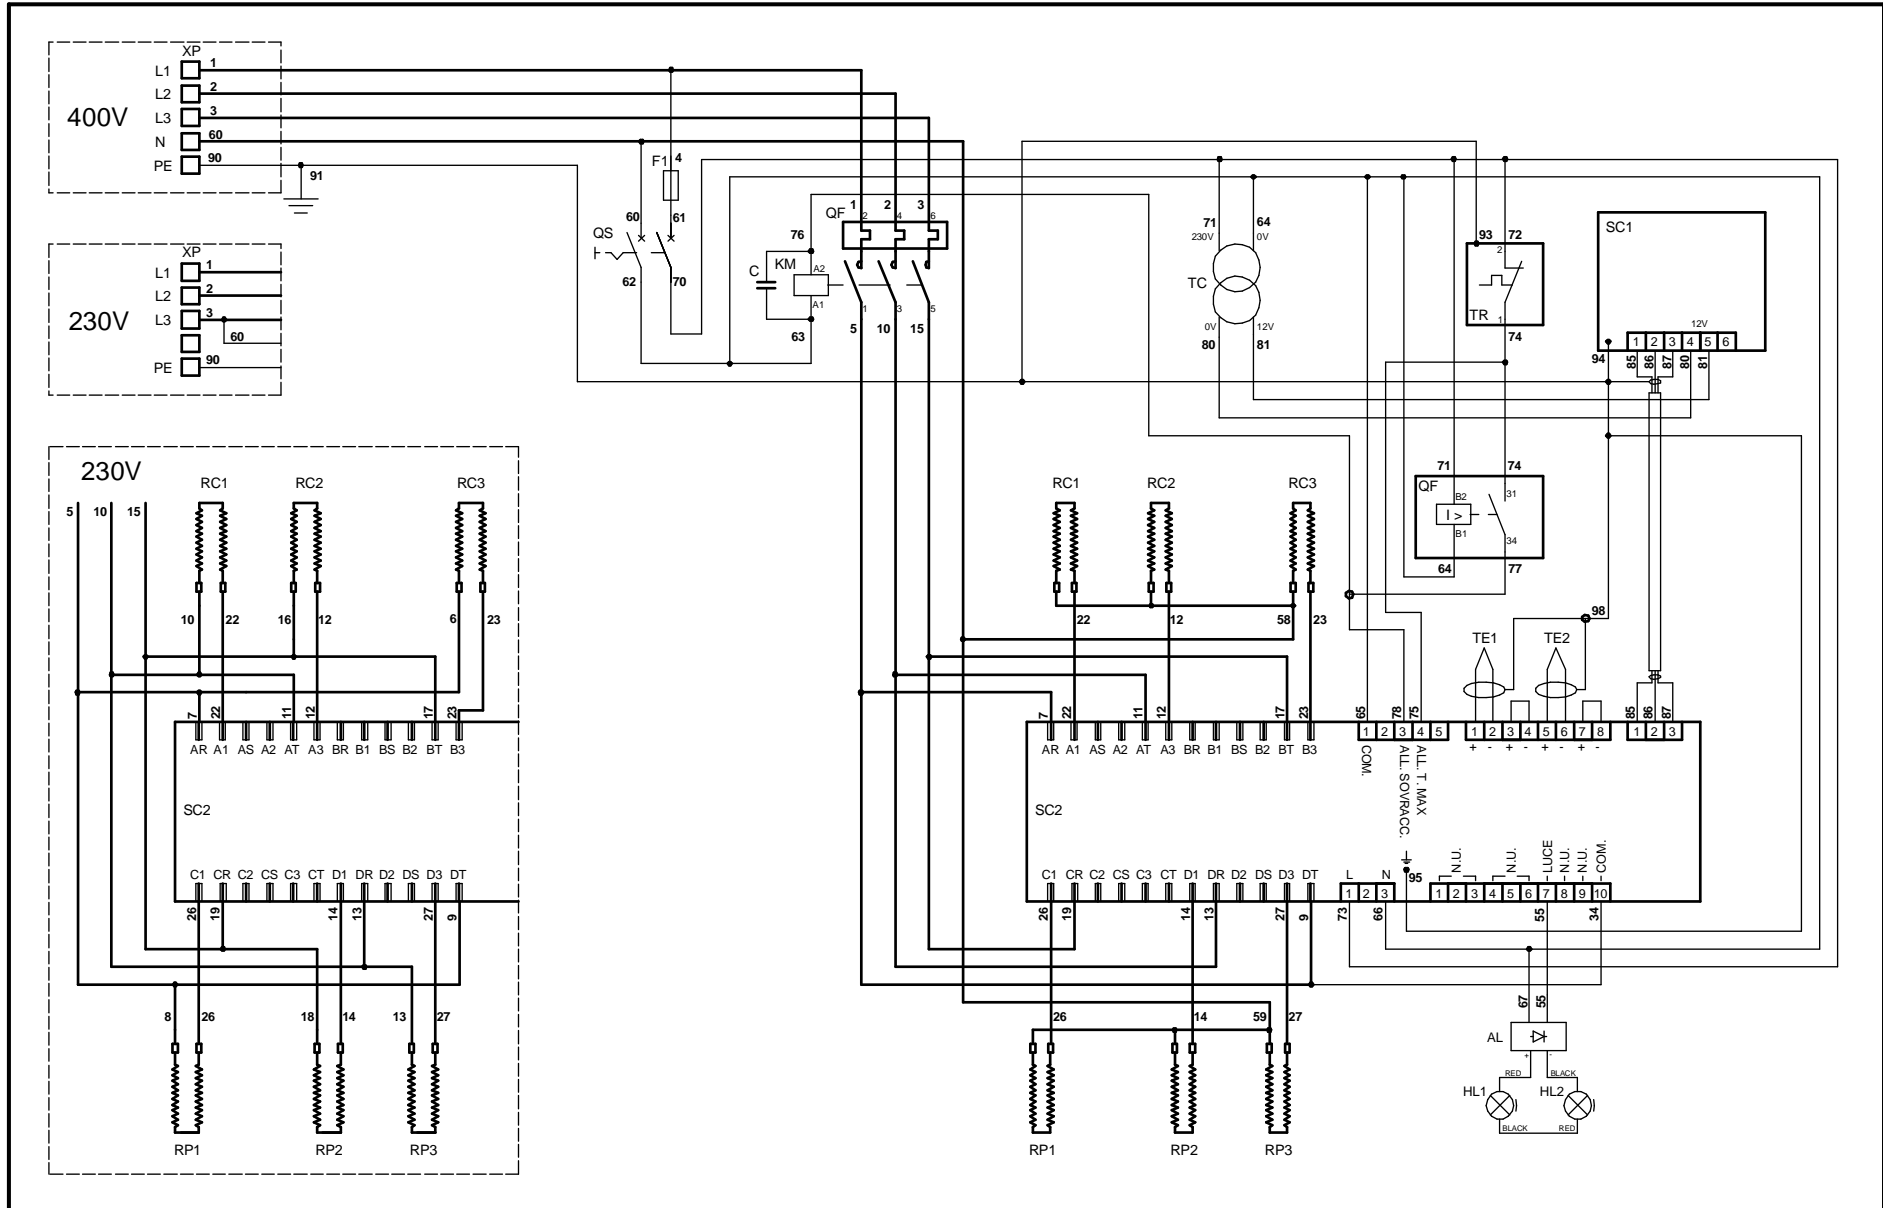 400V
XP
L1 1
L2 2
L3 3
N 60
PE 90
91
230V
XP
L1 1
L2 2
L3 3
60
PE 90
F1 4
60 61
QS
62 70
76
C KM A2
A1
63
QF 1 2 2 4 3 6
1 3 5
5 10 15
71 64
230V 0V
TC
0V 12V
80 81
93 72
2
TR 1
74
SC1
12V
1 2 3 4 5 6
94 85 86 87 80 81
71 74
QF
B2 31
I >
B1 34
64 77
98
TE1 TE2
230V
5 10 15
RC1 RC2 RC3
10 22 16 12 6 23
7 22 11 12 17 23
AR A1 AS A2 AT A3 BR B1 BS B2 BT B3
SC2
C1 CR C2 CS C3 CT D1 DR D2 DS D3 DT
26 19 14 13 27 9
8 26 18 14 13 27
RP1 RP2 RP3
RC1 RC2 RC3
22 12 58 23
7 22 11 12 17 23
AR A1 AS A2 AT A3 BR B1 BS B2 BT B3
65 78 75
1 2 3 4 5
COM.
ALL. SOVRACC.
ALL. T. MAX
1 2 3 4 5 6 7 8
+ - + - + - + -
85 86 87
1 2 3
SC2
C1 CR C2 CS C3 CT D1 DR D2 DS D3 DT
26 19 14 13 27 9
L N
1 2 3
73 66
95
N.U. N.U. LUCE N.U. N.U. COM.
1 2 3 4 5 6 7 8 9 10
55 34
26 14 59 27
RP1 RP2 RP3
67 55
AL
+ -
RED BLACK
HL1 HL2
BLACK RED